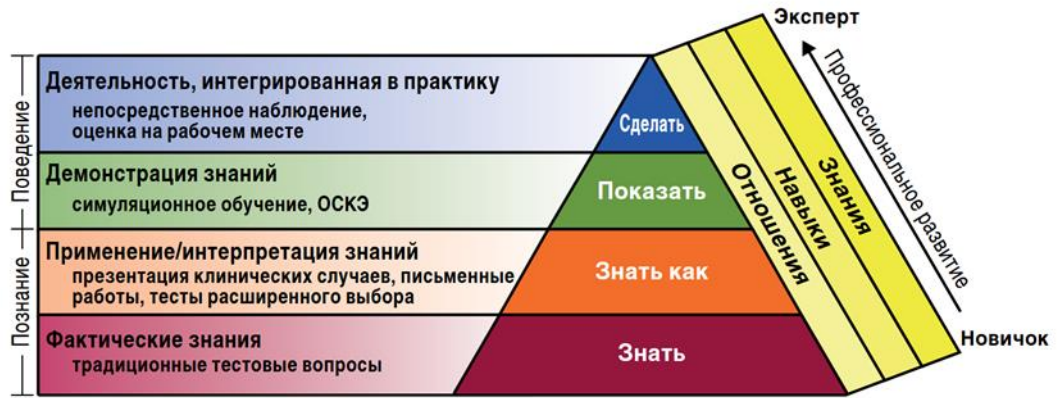 Эксперт
Деятельность, интегрированная в практику
непосредственное наблюдение,
оценка на рабочем месте
Сделать
Демонстрация знаний
симуляционное обучение, ОСКЭ
Показать
Применение/интерпретация знаний
презентация клинических случаев, письменные
работы, тесты расширенного выбора
Знать как
Фактические знания
традиционные тестовые вопросы
Знать
Поведение
Познание
Отношения
Навыки
Знания
Профессиональное развитие
Новичок